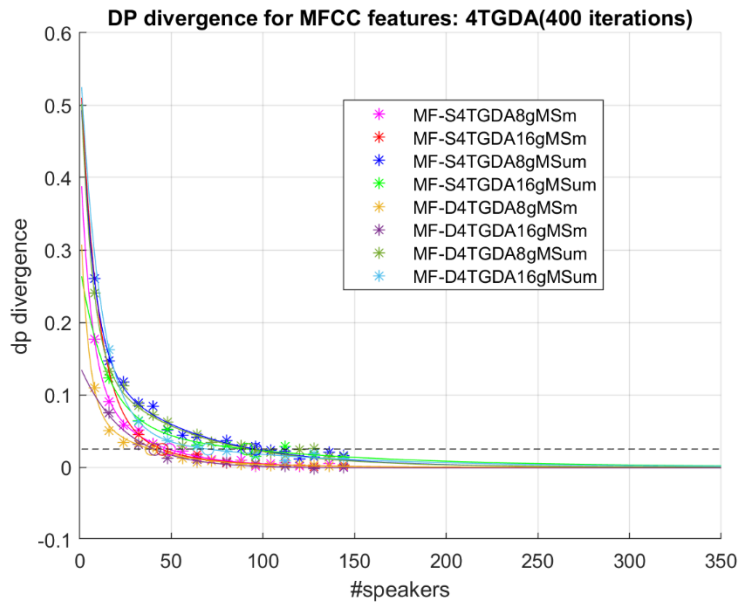 DP divergence for MFCC features: 4TGDA(400 iterations)
0.6
0.5
0.4
0.3
0.2
0.1
0
-0.1
dp divergence
MF-S4TGDA8gMSm
MF-S4TGDA16gMSm
MF-S4TGDA8gMSum
MF-S4TGDA16gMSum
MF-D4TGDA8gMSm
MF-D4TGDA16gMSm
MF-D4TGDA8gMSum
MF-D4TGDA16gMSum
0 50 100 150 200 250 300 350
#speakers